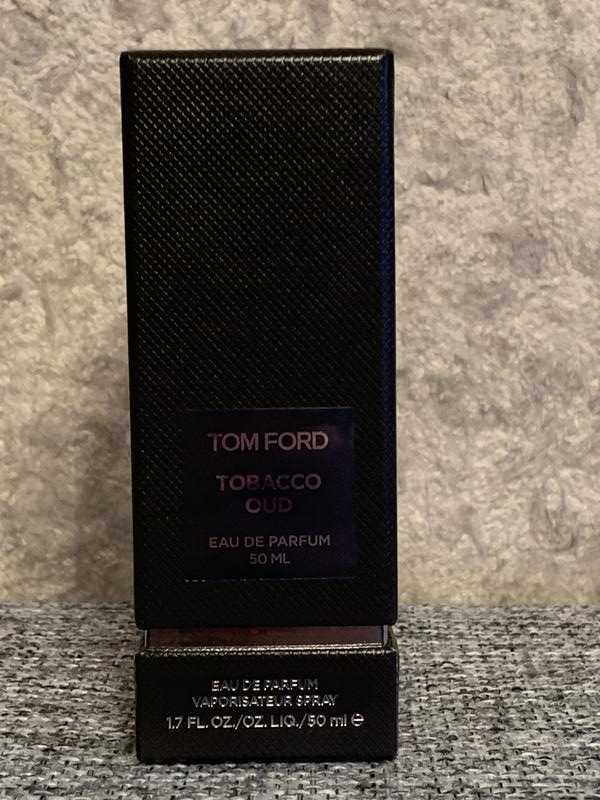 TOM FORD
TOBACCO
OUD
EAU DE PARFUM
50 ML
EAU DE PARFUM
VAPORISATEUR SPRAY
1.7 FL. OZ./OZ. LIQ./50 ml ℮